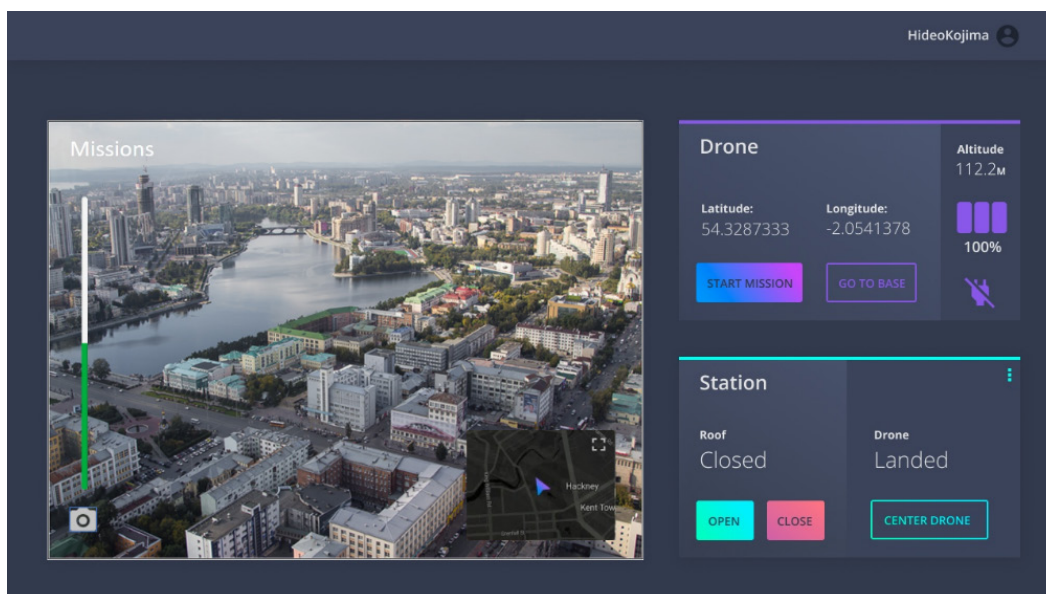 HideoKojima
Missions
Hackney
Kent Tow
Drone
Latitude:
54.3287333
Longitude:
-2.0541378
START MISSION
GO TO BASE
Altitude
112.2м
100%
Station
Roof
Closed
Drone
Landed
OPEN
CLOSE
CENTER DRONE